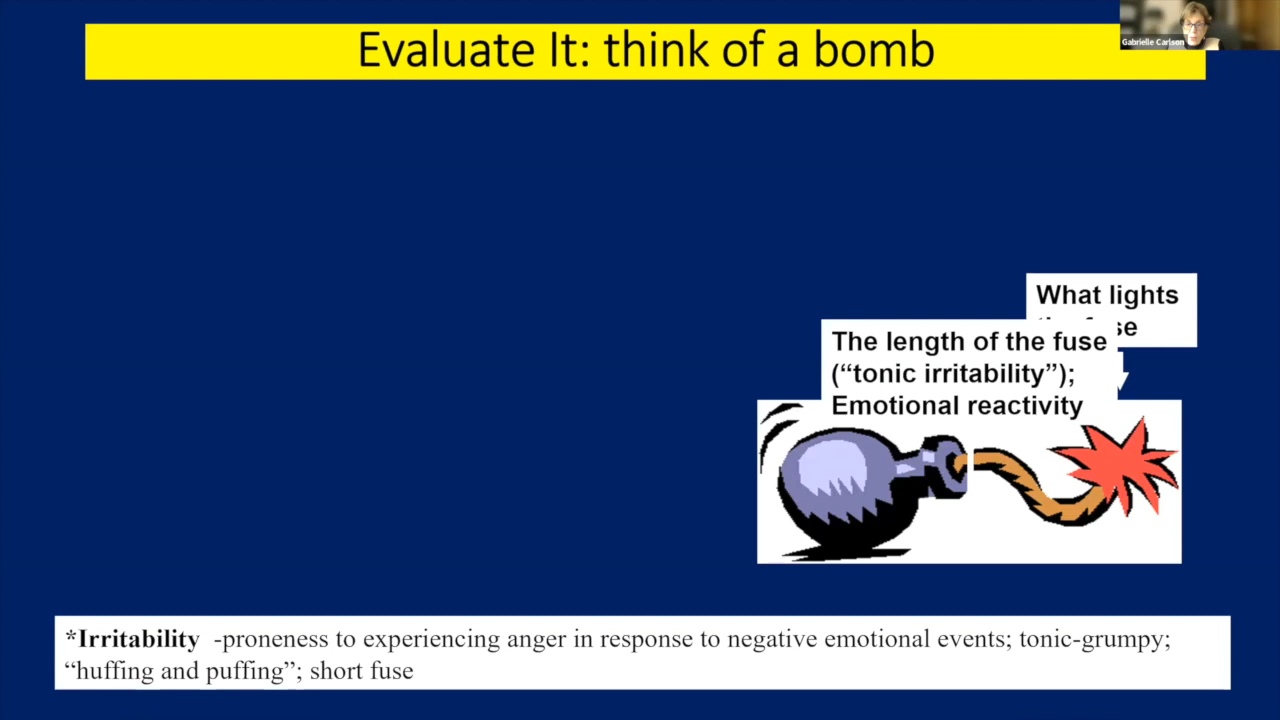 Evaluate It: think of a bomb
Gabrielle Carlson
What lights
The length of the fuse
(“tonic irritability”);
Emotional reactivity
*Irritability -proneness to experiencing anger in response to negative emotional events; tonic-grumpy;
“huffing and puffing”; short fuse